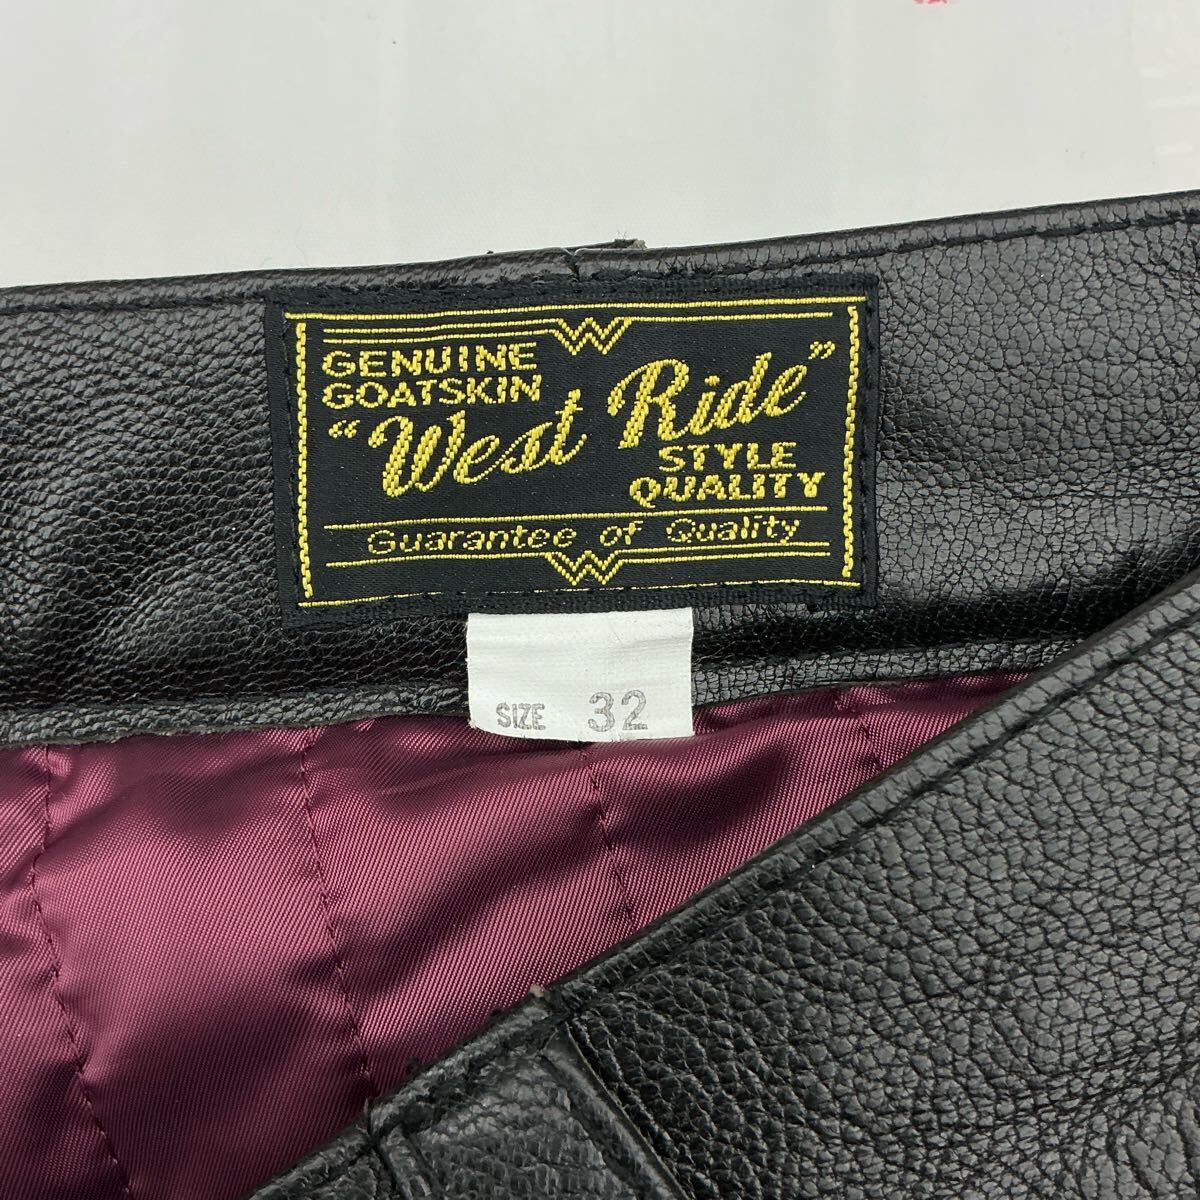 GENUINE
GOATSKIN
"West Ride"
STYLE
QUALITY
Guarantee of Quality
SIZE 32